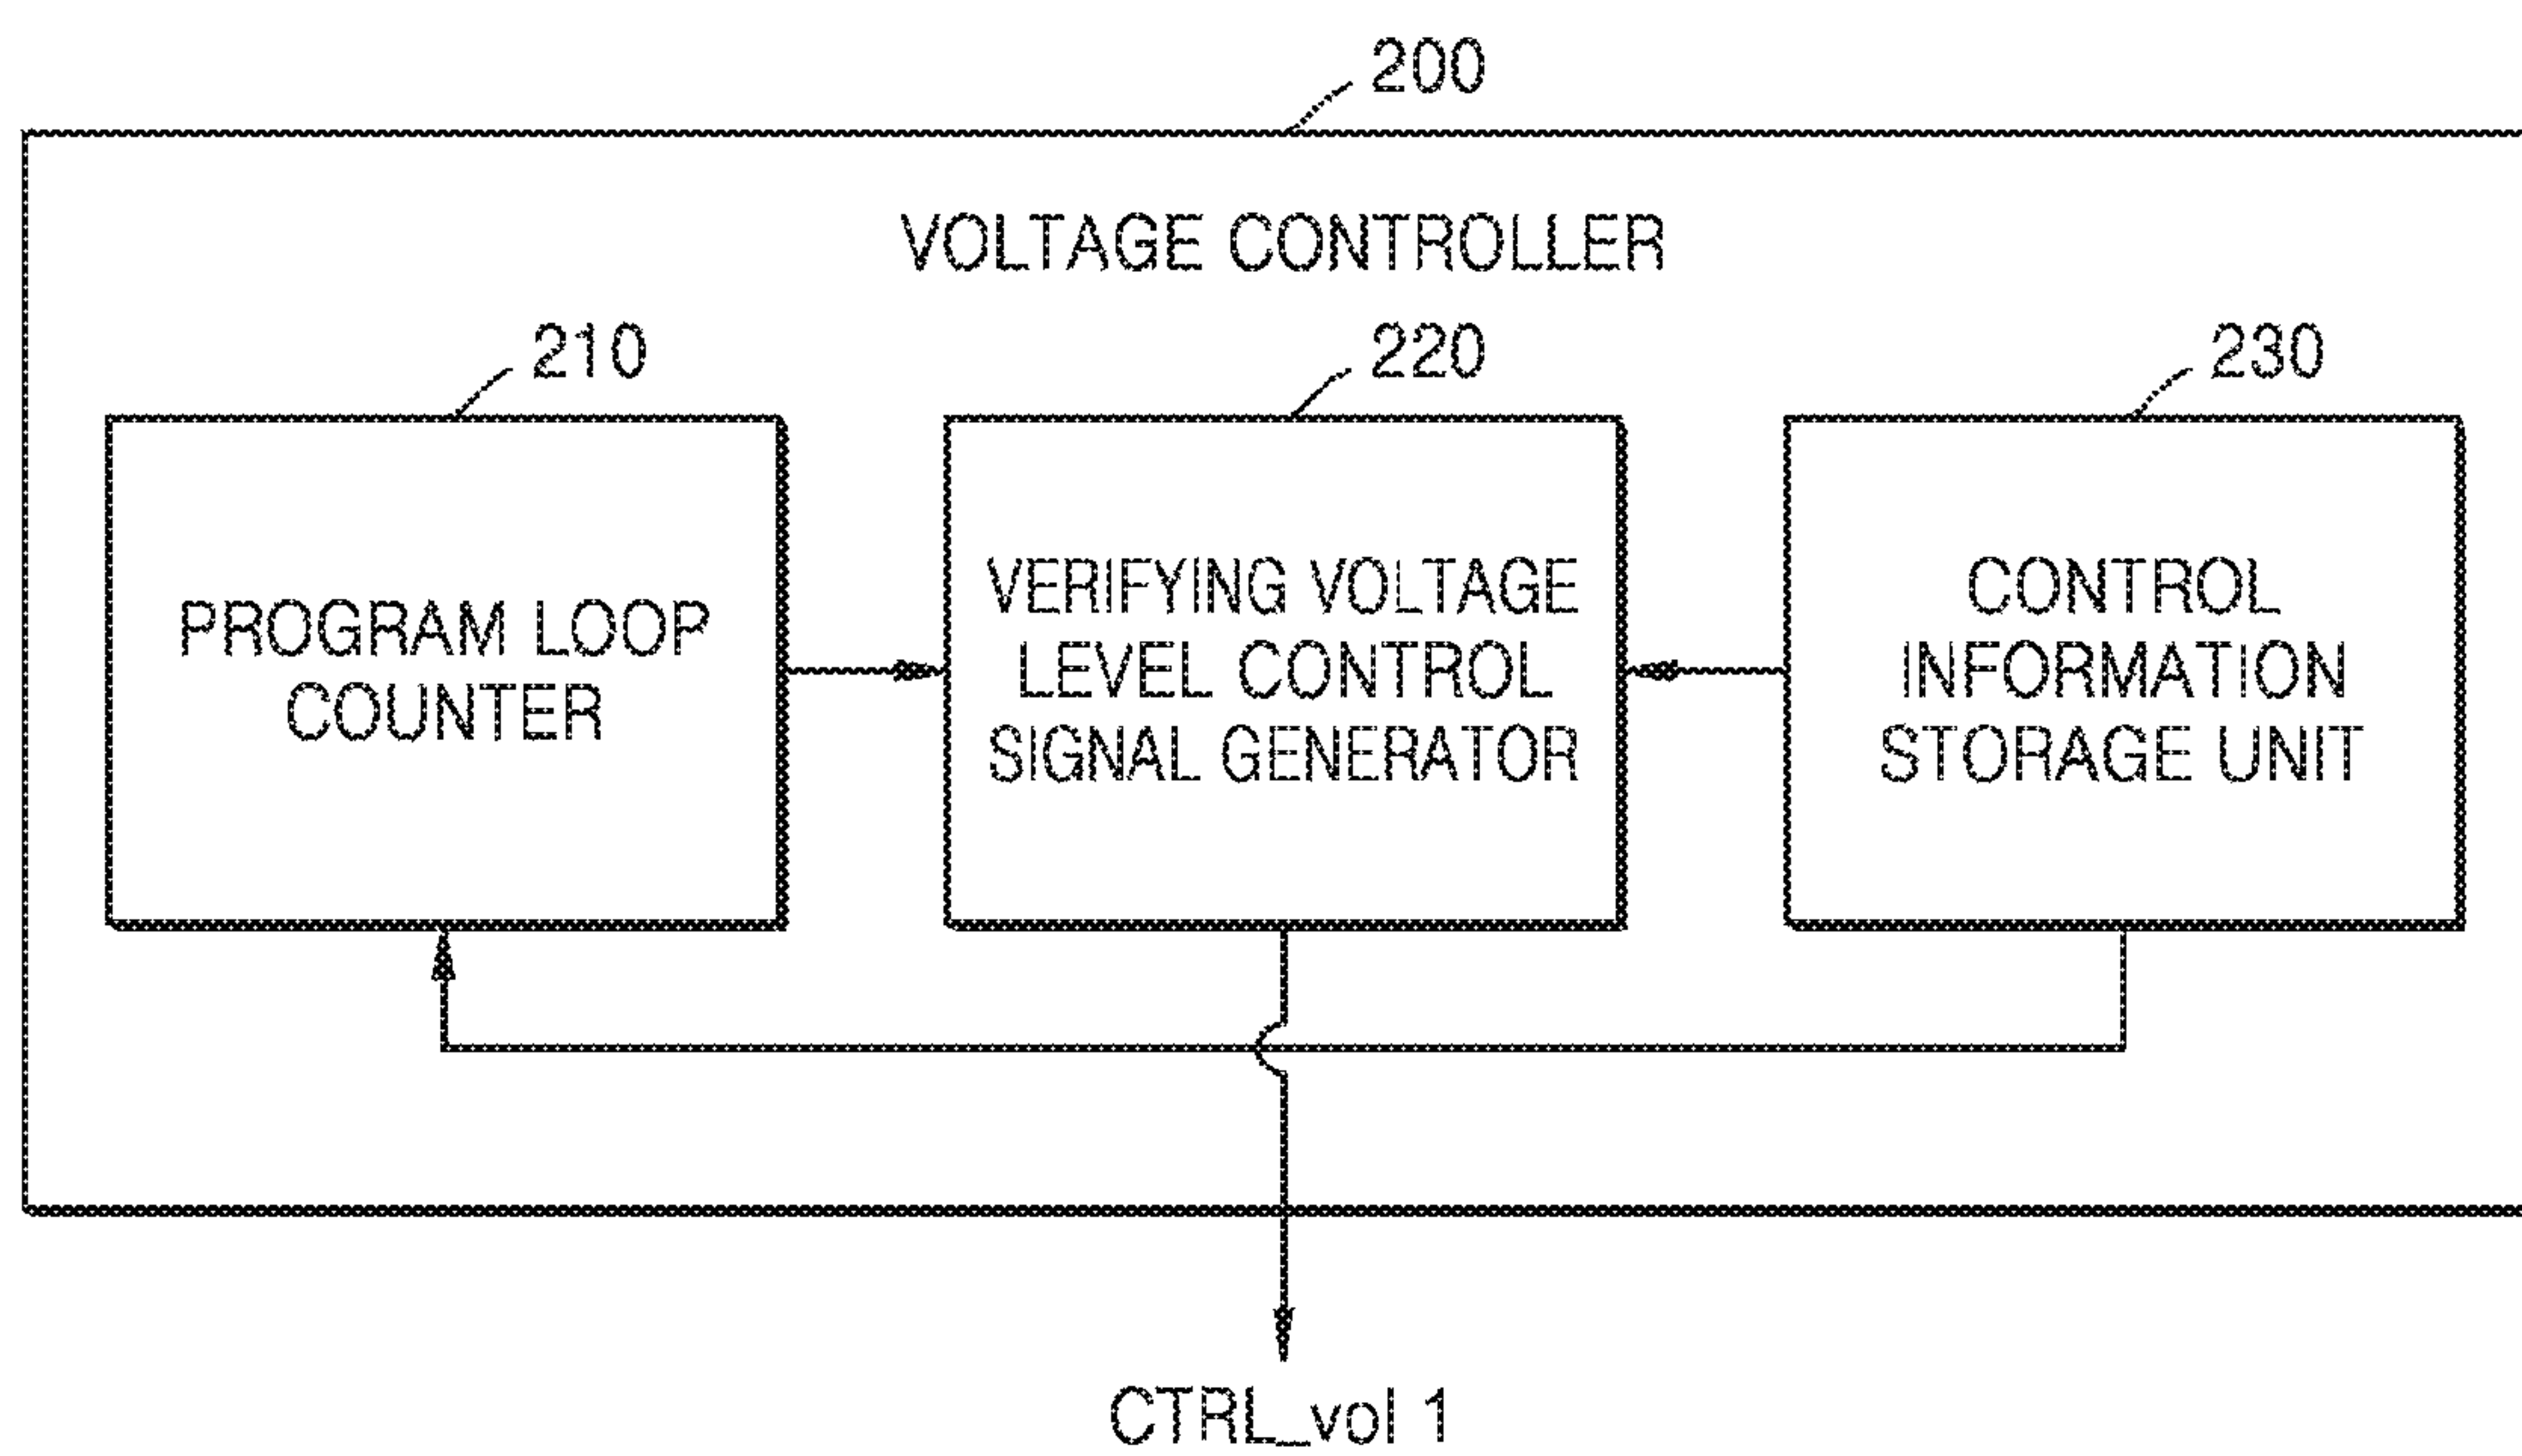 200
VOLTAGE CONTROLLER
210
220
230
PROGRAM LOOP
COUNTER
VERIFYING VOLTAGE
LEVEL CONTROL
SIGNAL GENERATOR
CONTROL
INFORMATION
STORAGE UNIT
CTRL_vol 1